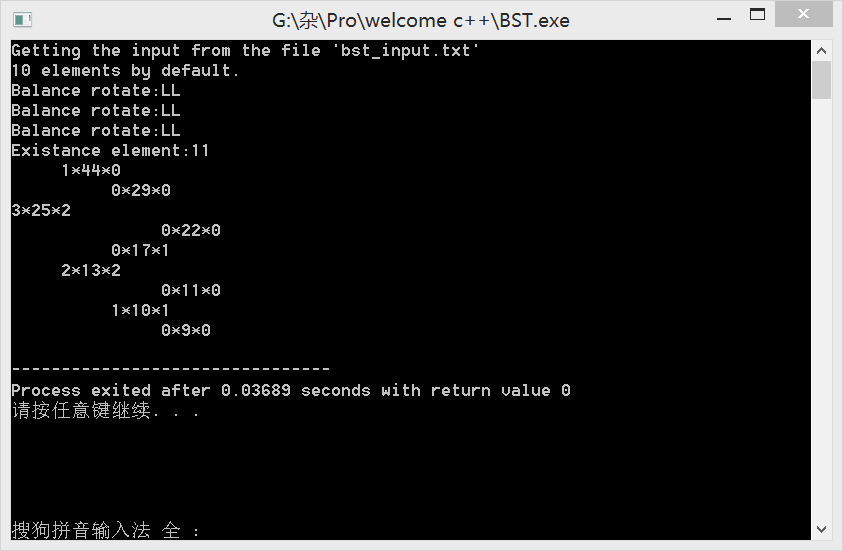 G:\杂\Pro\welcome c++\BST.exe
Getting the input from the file 'bst_input.txt'
10 elements by default.
Balance rotate:LL
Balance rotate:LL
Balance rotate:LL
Existance element:11
1*44*0
0*29*0
3*25*2
0*22*0
0*17*1
2*13*2
0*11*0
1*10*1
0*9*0
--------------------------------
Process exited after 0.03689 seconds with return value 0
请按任意键继续. . .
搜狗拼音输入法 全 :